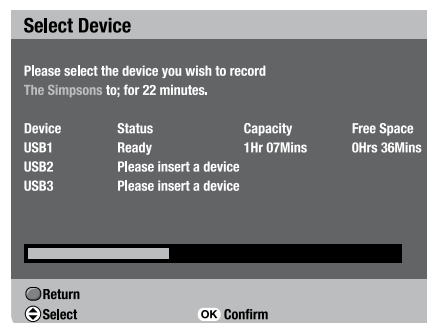 Select Device
Please select the device you wish to record
The Simpsons to; for 22 minutes.
Device Status Capacity Free Space
USB1 Ready 1Hr 07Mins 0Hrs 36Mins
USB2 Please insert a device
USB3 Please insert a device
Return
Select OK Confirm